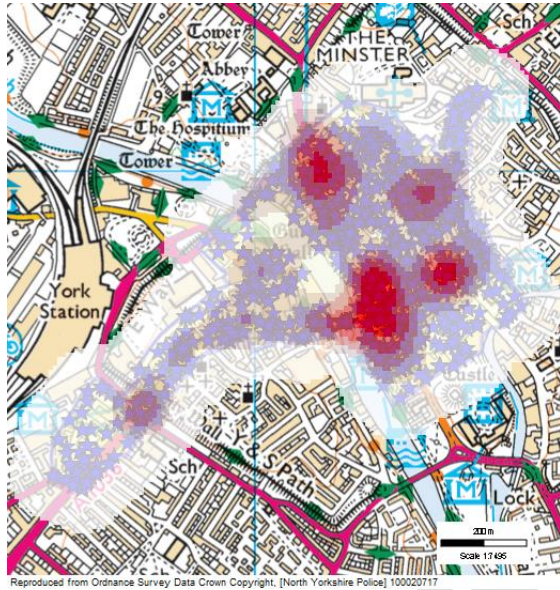 Tower
Abbey
THE
MINSTER
Sch
M
The Hospitium
Tower
York
Station
Castle
Sch
Path
M
Lock
200m
Scale 1:7495
Reproduced from Ordnance Survey Data Crown Copyright, [North Yorkshire Police] 100020717